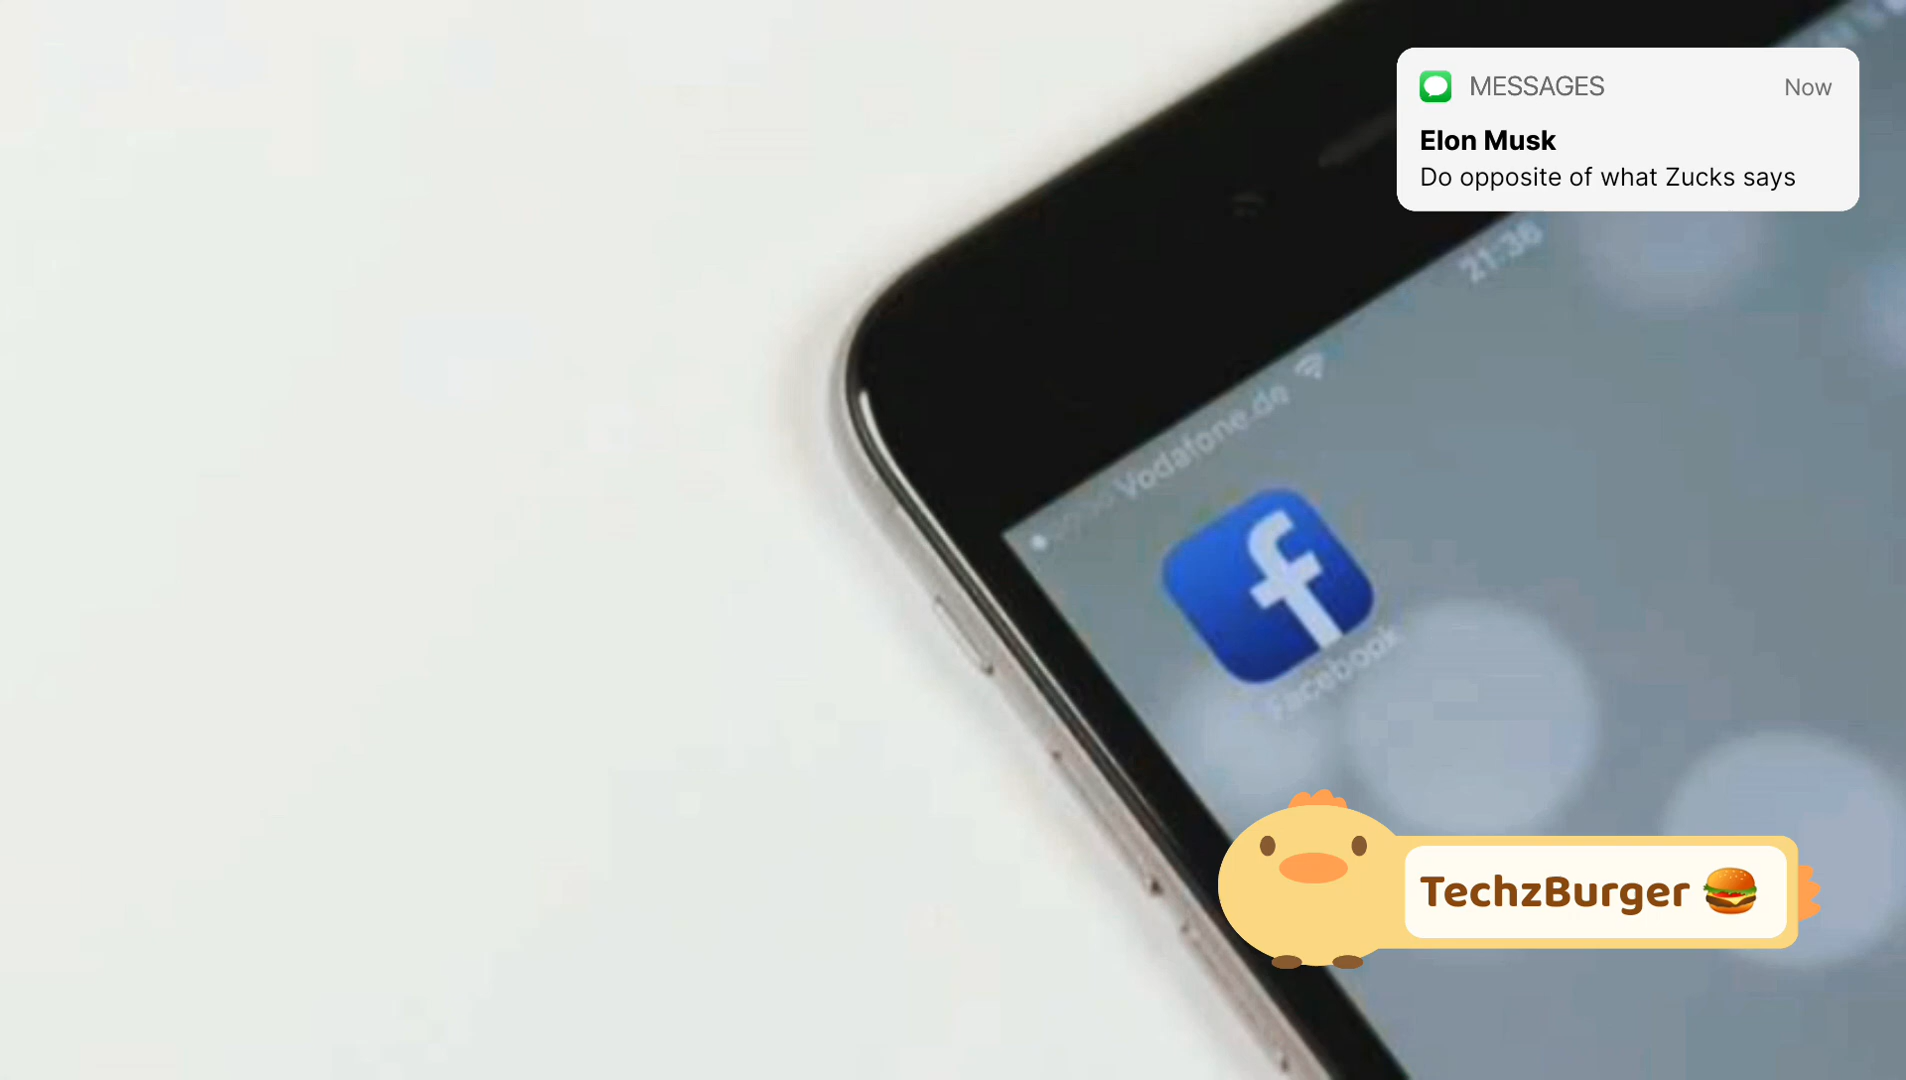 MESSAGES Now
Elon Musk
Do opposite of what Zucks says
21:36
Vodafone.de
Facebook
TechzBurger 🍔